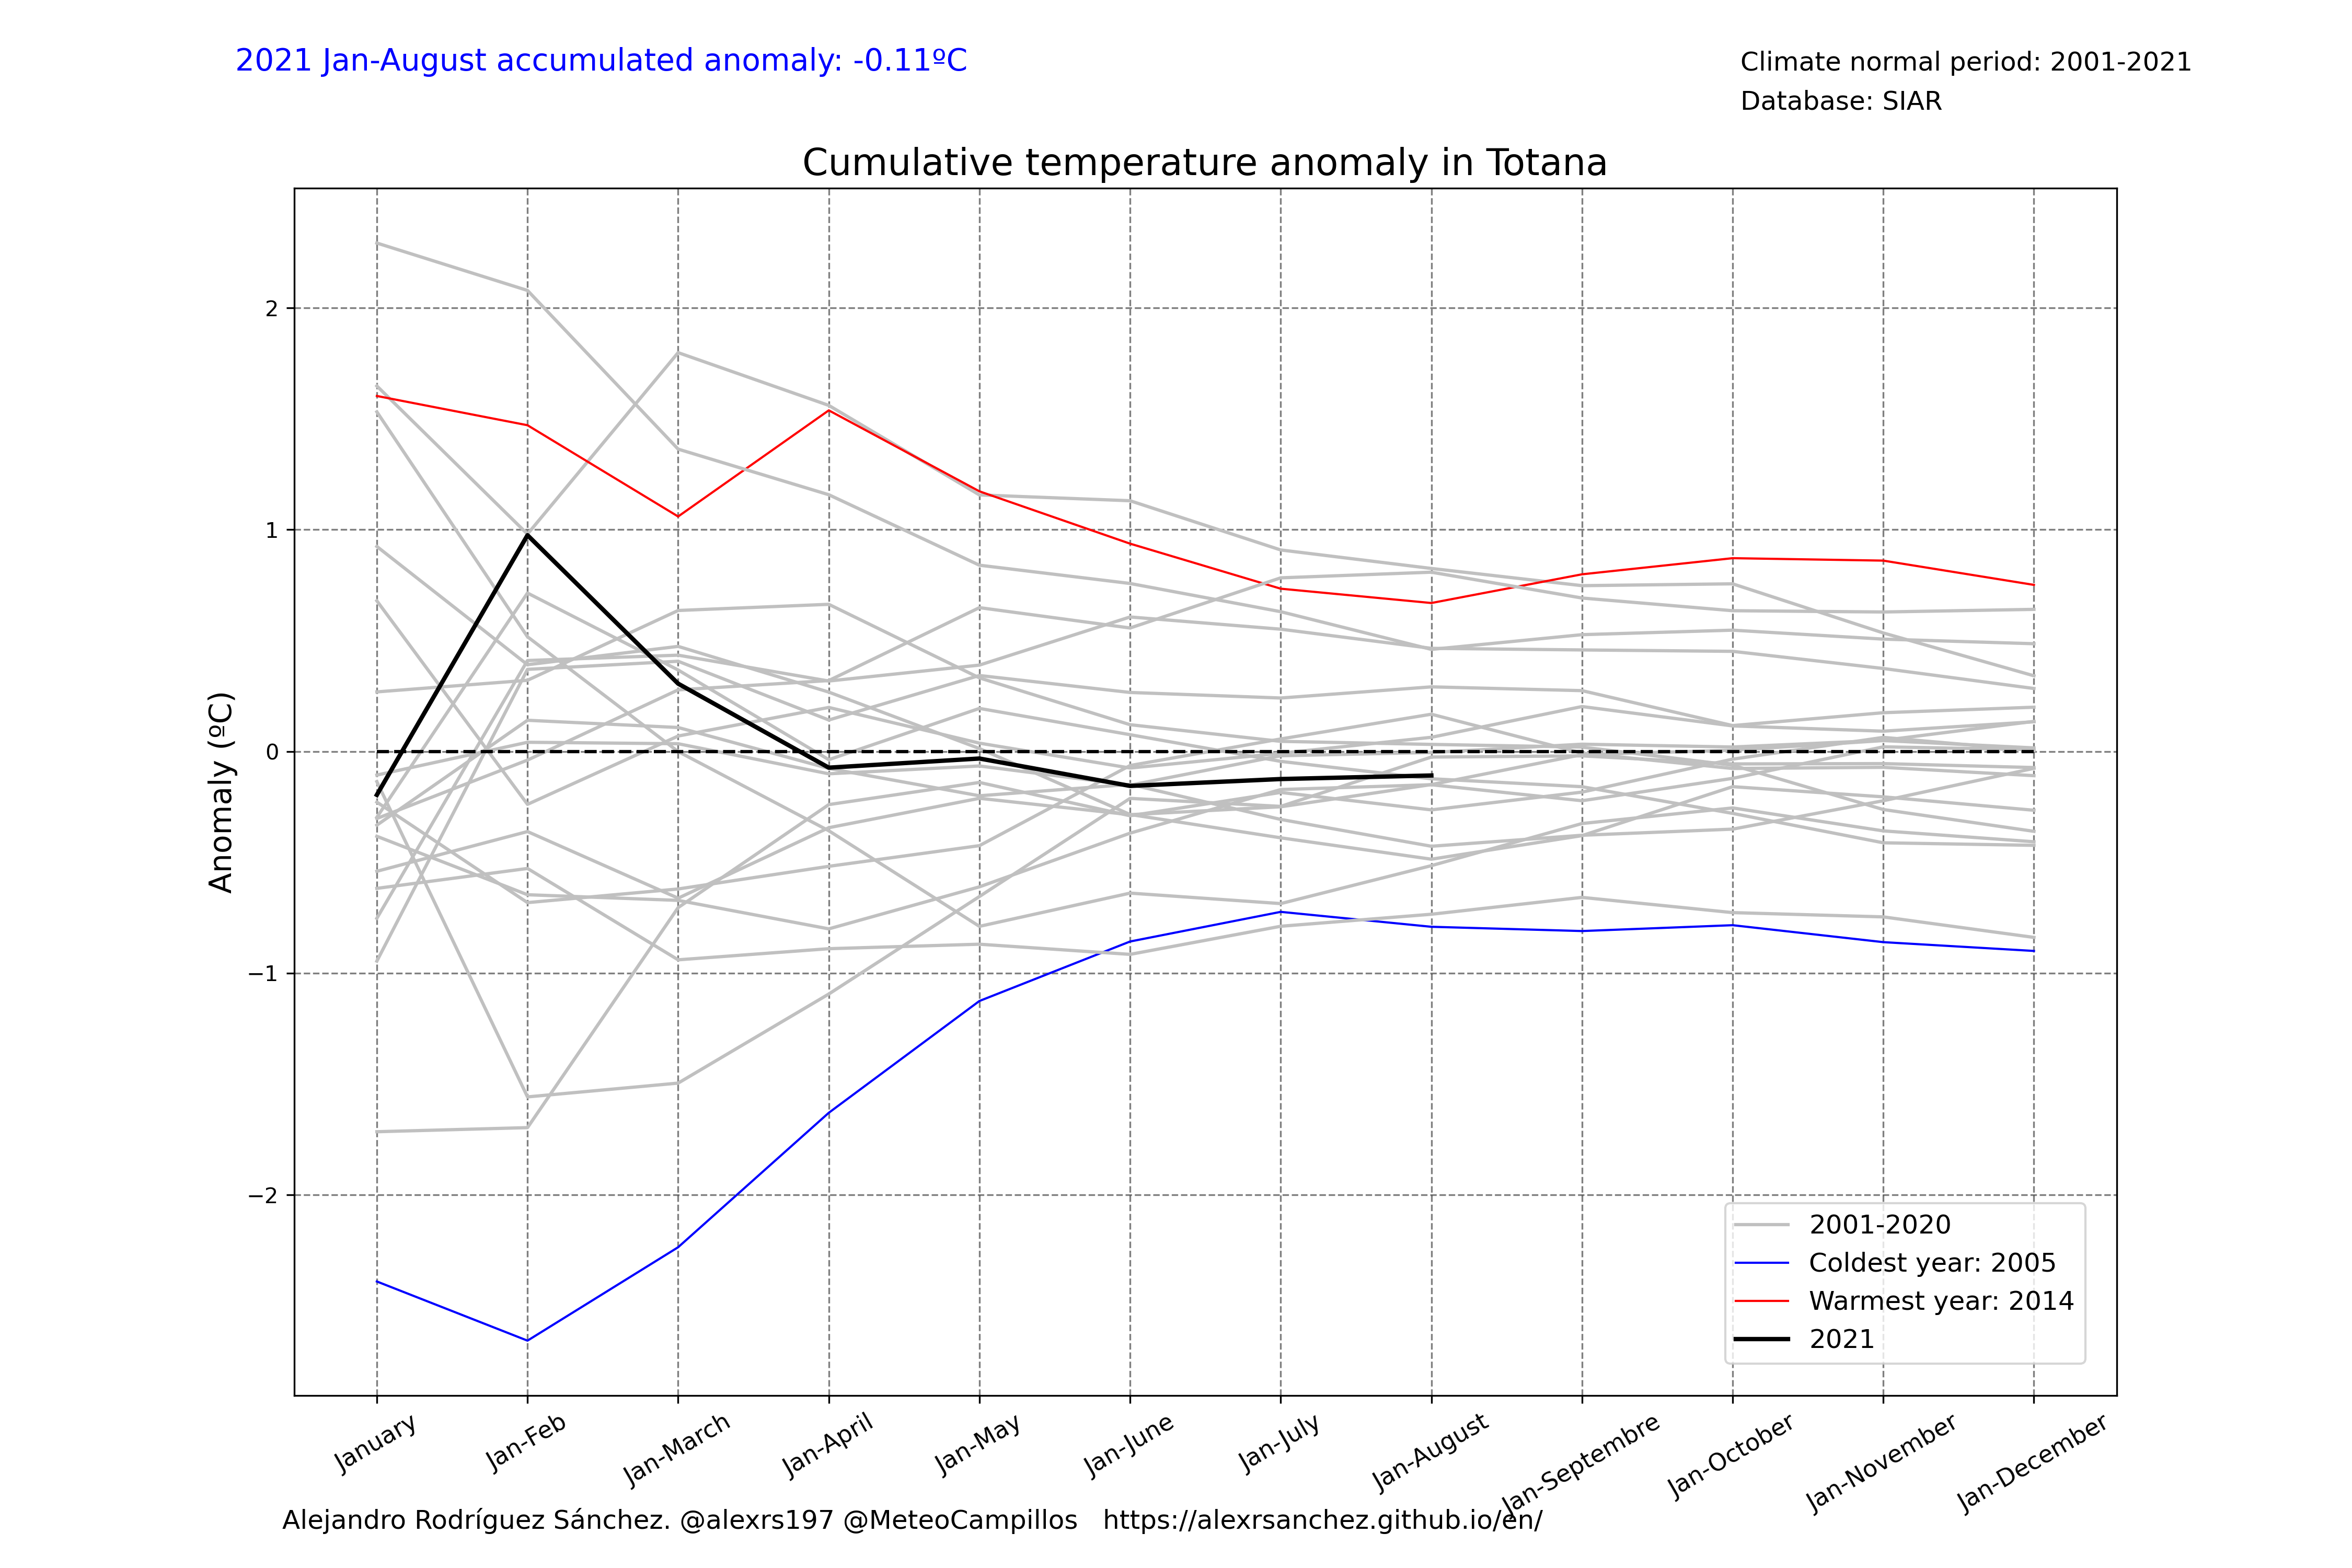 2021 Jan-August accumulated anomaly: -0.11ºC
Climate normal period: 2001-2021
Database: SIAR
Cumulative temperature anomaly in Totana
Anomaly (ºC)
2
1
0
−1
−2
2001-2020
Coldest year: 2005
Warmest year: 2014
2021
January
Jan-Feb
Jan-March
Jan-April
Jan-May
Jan-June
Jan-July
Jan-August
Jan-Septembre
Jan-October
Jan-November
Jan-December
Alejandro Rodríguez Sánchez. @alexrs197 @MeteoCampillos https://alexrsanchez.github.io/en/